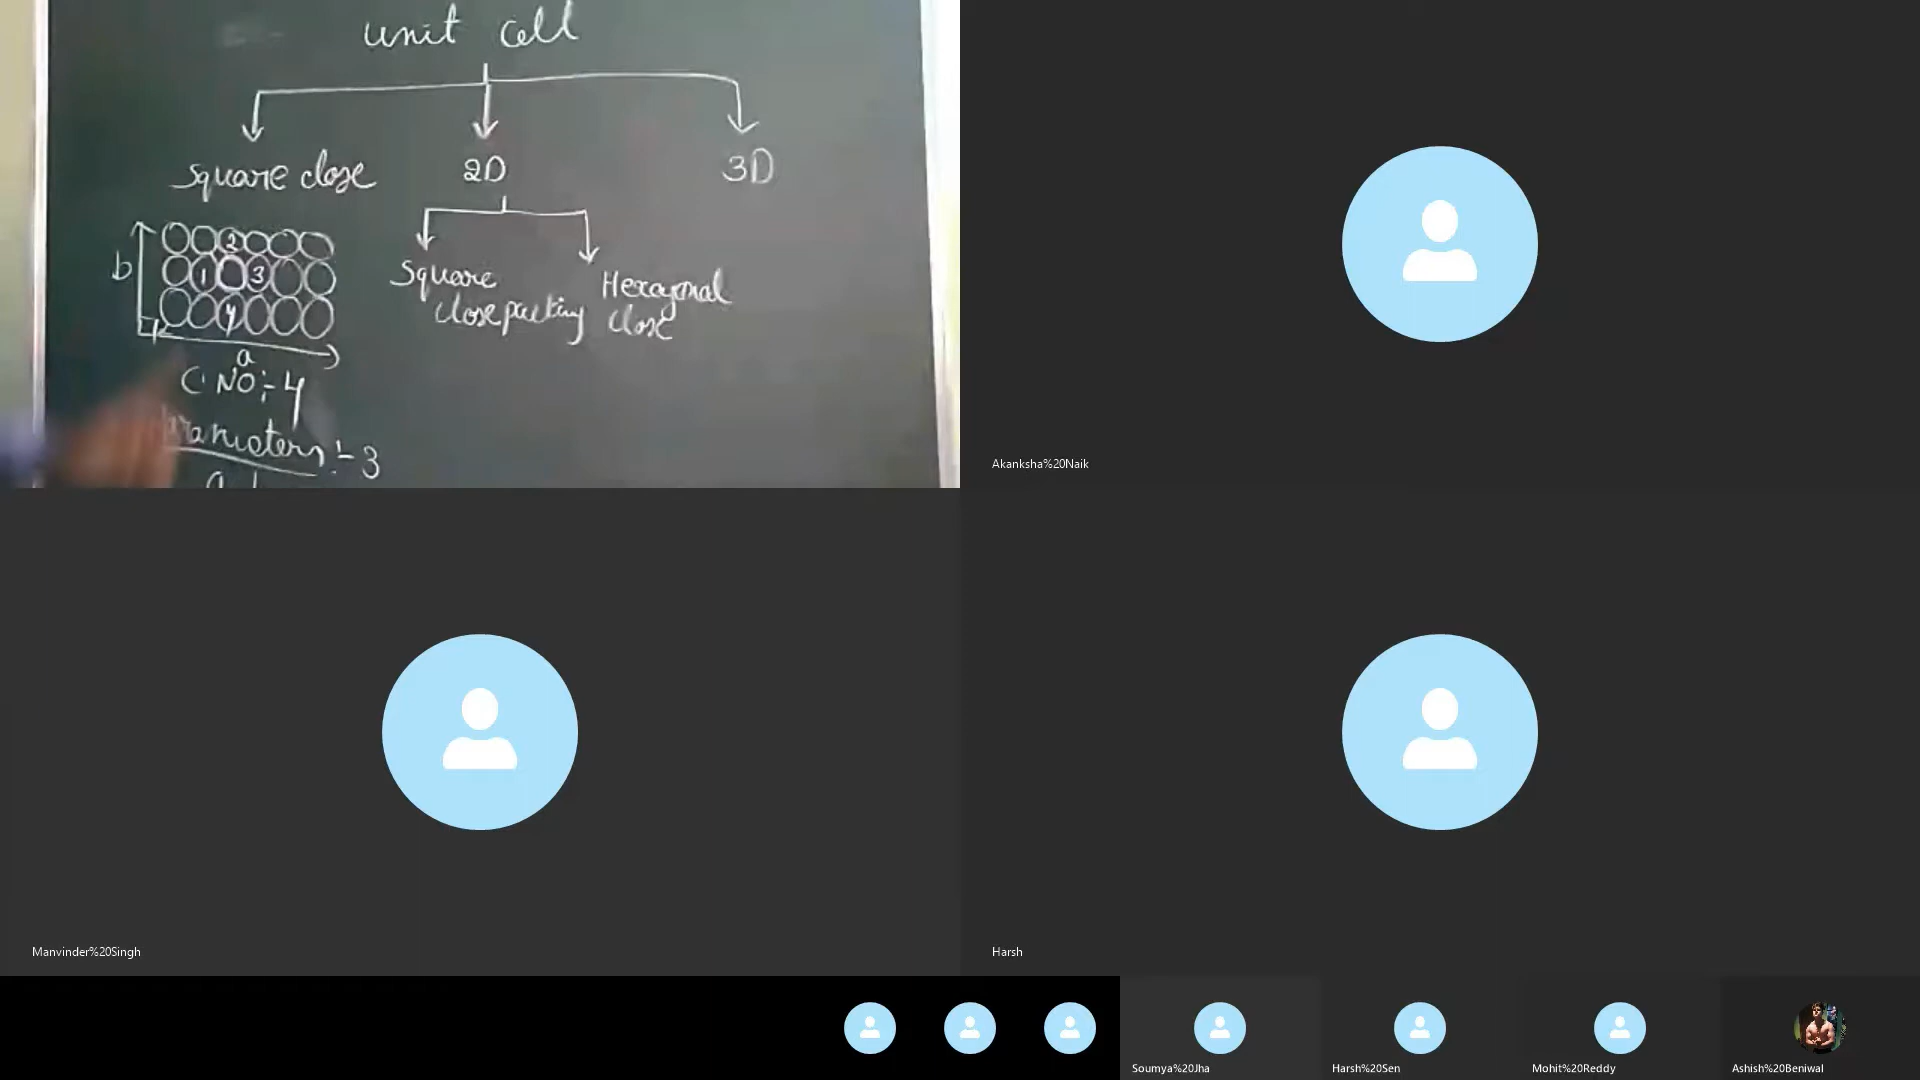 unit cell
square close
2D
3D
2
b
1
3
Square
close packing
Hexagonal
close
4
a
C NO:- 4
:- 3
a
Akanksha%20Naik
Manvinder%20Singh
Harsh
Soumya%20Jha
Harsh%20Sen
Mohit%20Reddy
Ashish%20Beniwal